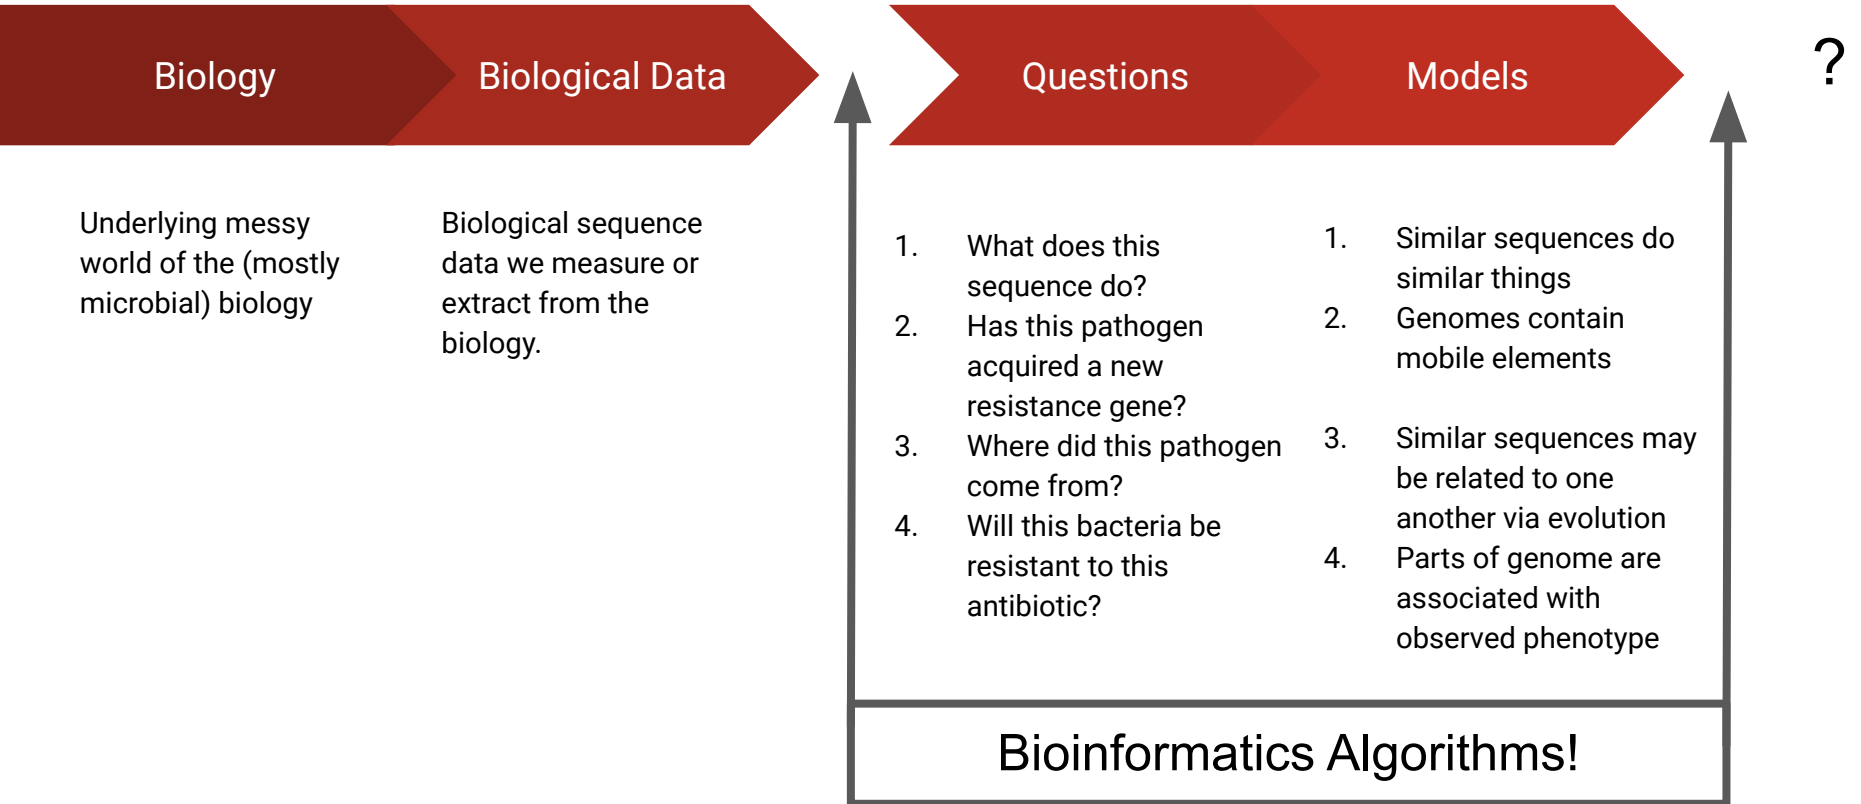 Biology
Biological Data
Questions
Models
?
Underlying messy
world of the (mostly
microbial) biology
Biological sequence
data we measure or
extract from the
biology.
1. What does this
sequence do?
2. Has this pathogen
acquired a new
resistance gene?
3. Where did this pathogen
come from?
4. Will this bacteria be
resistant to this
antibiotic?
1. Similar sequences do
similar things
2. Genomes contain
mobile elements
3. Similar sequences may
be related to one
another via evolution
4. Parts of genome are
associated with
observed phenotype
Bioinformatics Algorithms!